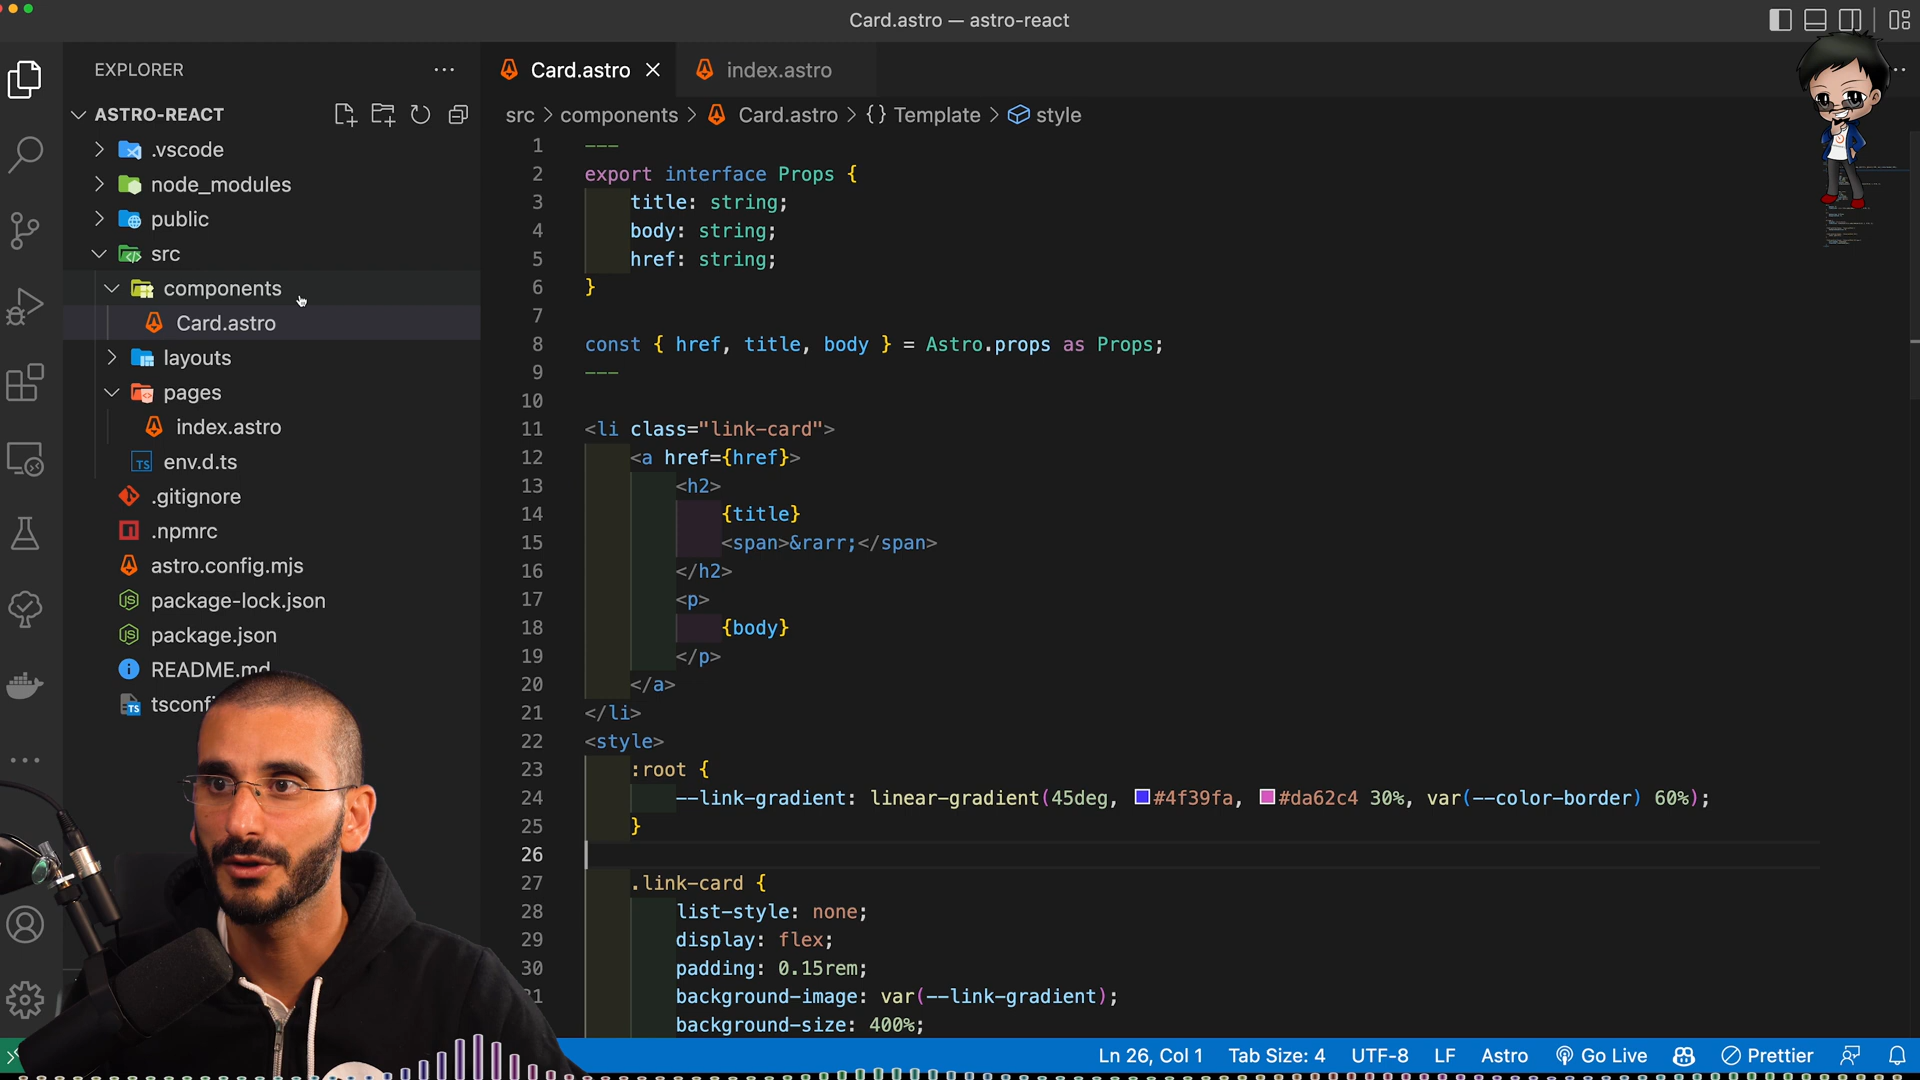 Card.astro — astro-react
EXPLORER
ASTRO-REACT
.vscode
node_modules
public
src
components
Card.astro
layouts
pages
index.astro
TS env.d.ts
.gitignore
.npmrc
astro.config.mjs
package-lock.json
package.json
README.md
TS tsconfi
Card.astro
index.astro
src > components > Card.astro > {} Template > style
1 ---
2 export interface Props {
3 title: string;
4 body: string;
5 href: string;
6 }
7
8 const { href, title, body } = Astro.props as Props;
9 ---
10
11 <li class="link-card">
12 <a href={href}>
13 <h2>
14 {title}
15 <span>&rarr;</span>
16 </h2>
17 <p>
18 {body}
19 </p>
20 </a>
21 </li>
22 <style>
23 :root {
24 --link-gradient: linear-gradient(45deg, #4f39fa, #da62c4 30%, var(--color-border) 60%);
25 }
26
27 .link-card {
28 list-style: none;
29 display: flex;
30 padding: 0.15rem;
31 background-image: var(--link-gradient);
background-size: 400%;
Ln 26, Col 1 Tab Size: 4 UTF-8 LF Astro Go Live Prettier